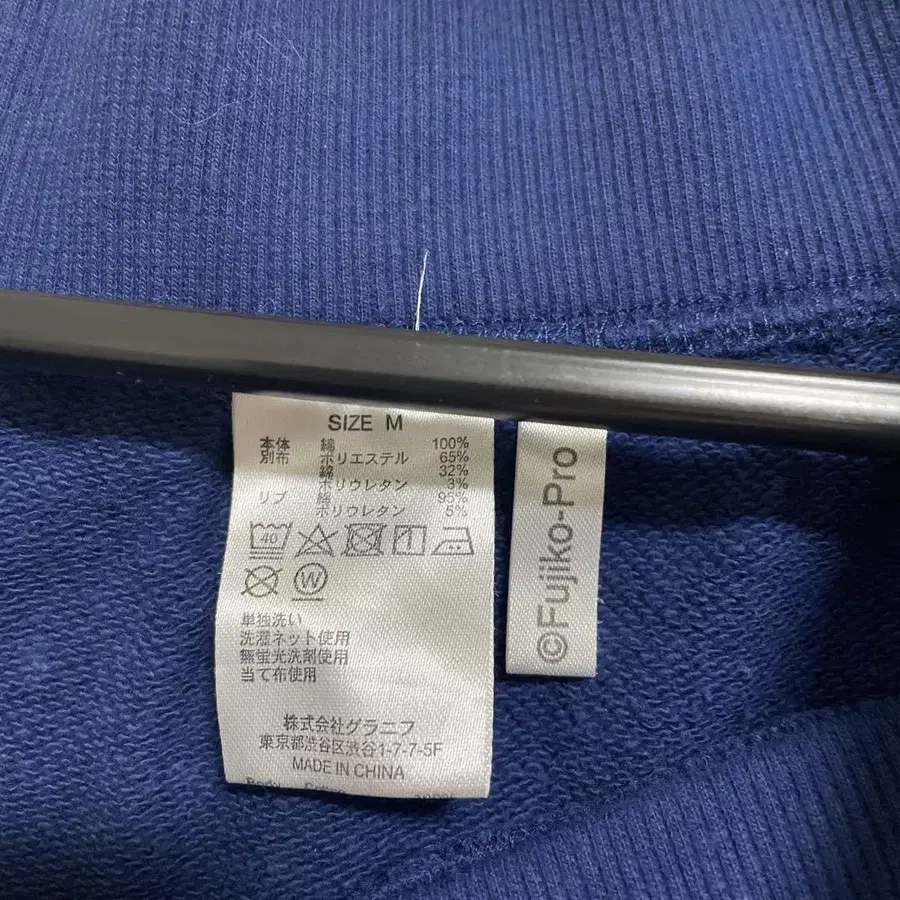 SIZE M
本体 綿 100%
別布 ポリエステル 65%
綿 32%
ポリウレタン 3%
リブ 綿 95%
ポリウレタン 5%
40
W
単独洗い
洗濯ネット使用
無蛍光洗剤使用
当て布使用
株式会社グラニフ
東京都渋谷区渋谷1-7-7-5F
MADE IN CHINA
©Fujiko-Pro